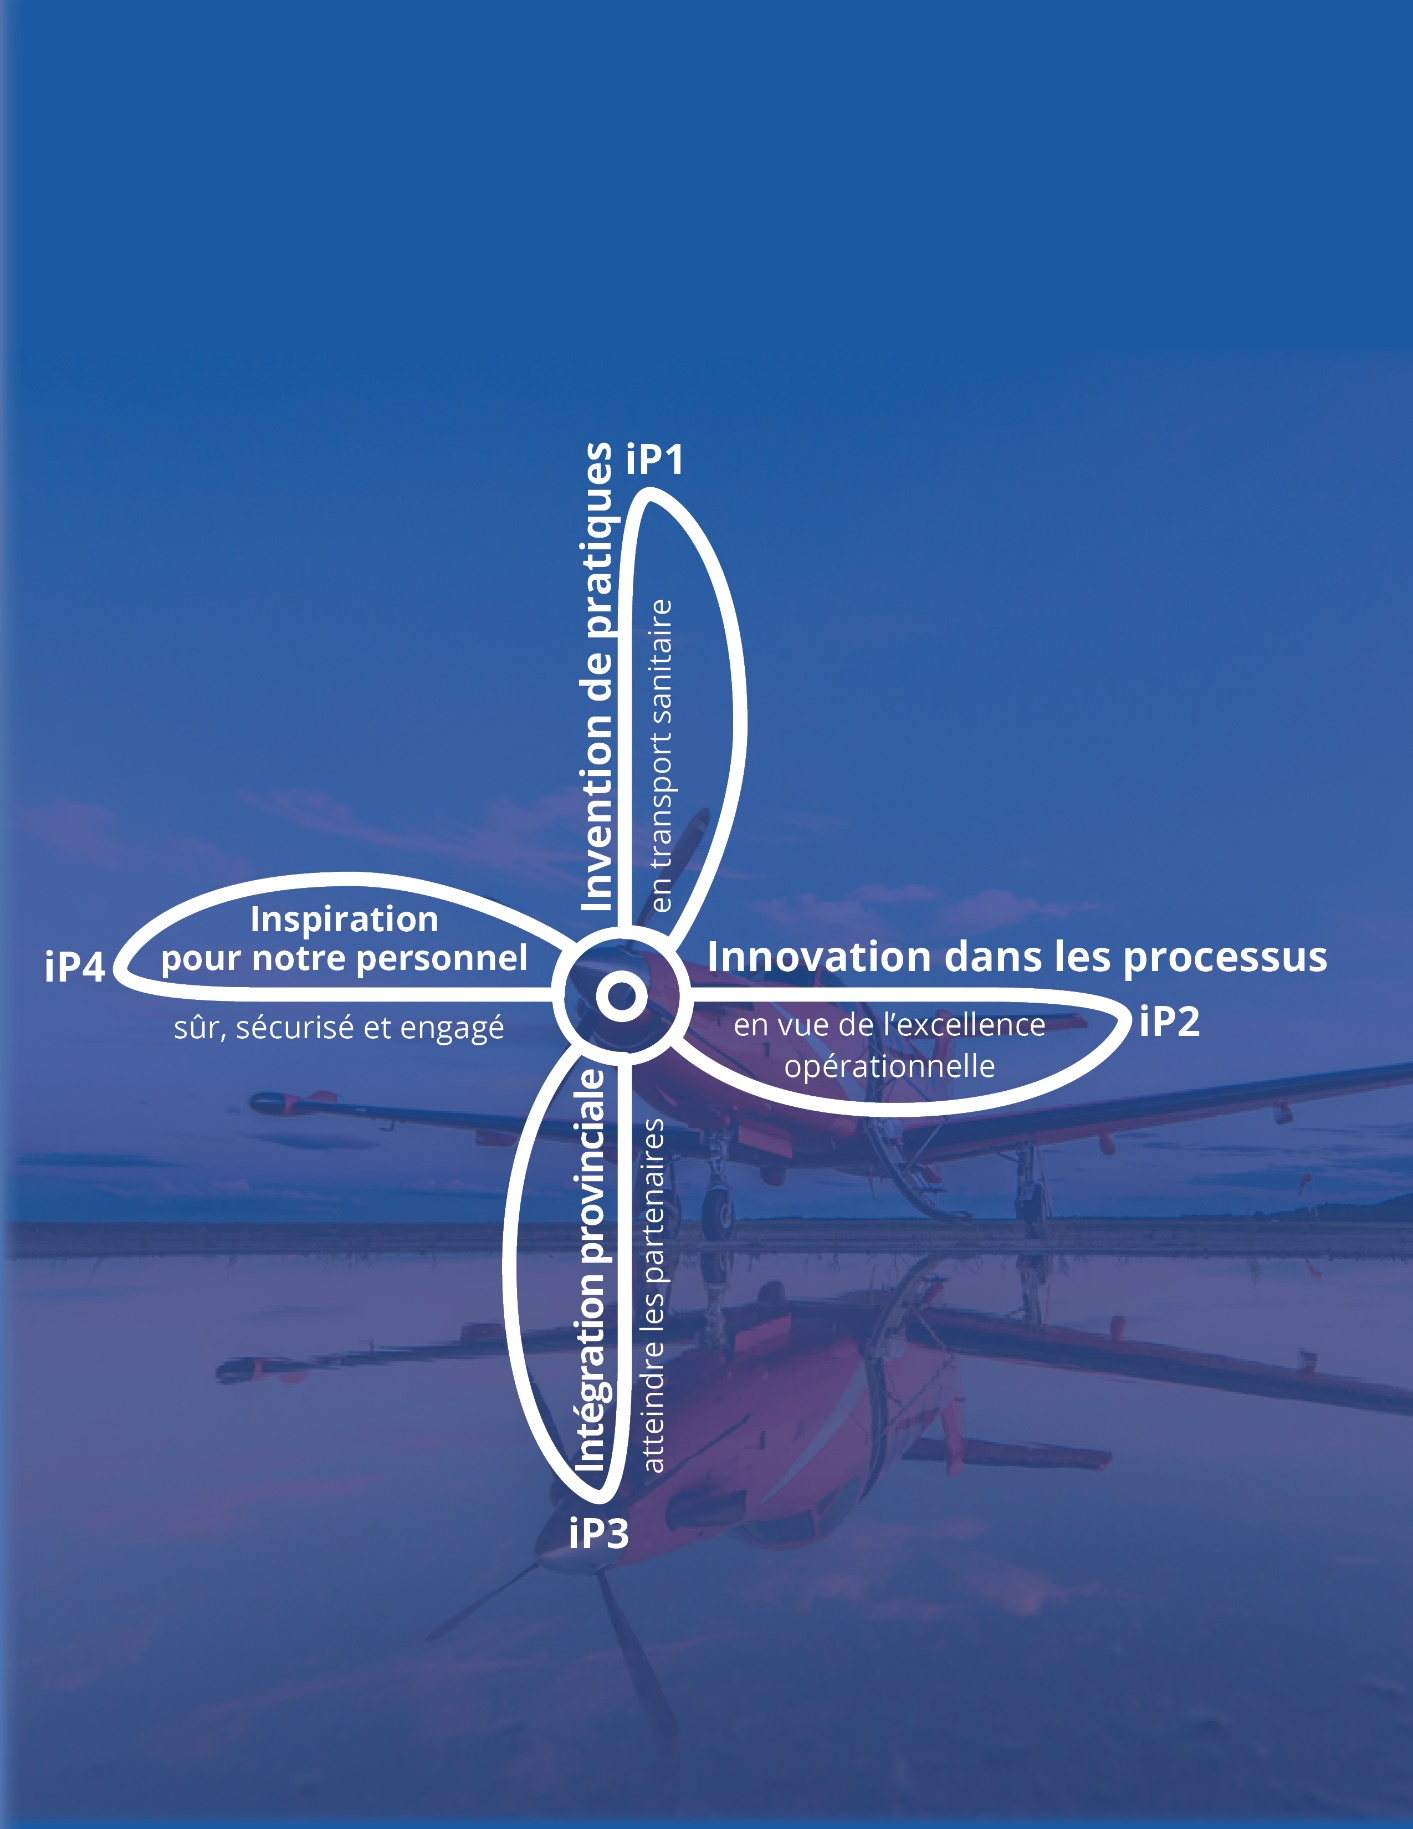 iP1
Invention de pratiques
en transport sanitaire
Innovation dans les processus
iP2
en vue de l’excellence
opérationnelle
Intégration provinciale
atteindre les partenaires
iP3
iP4
Inspiration
pour notre personnel
sûr, sécurisé et engagé